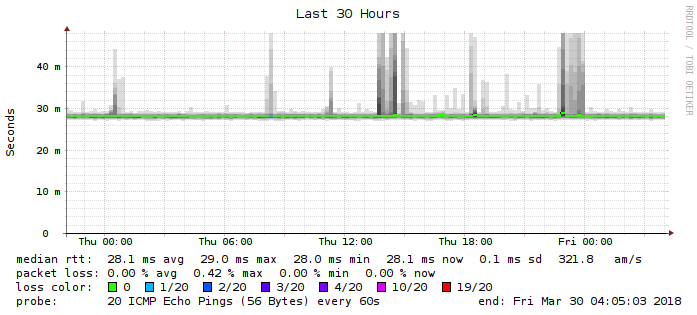 Last 30 Hours
RRDTOOL / TOBI OETIKER
Seconds
40 m
30 m
20 m
10 m
0
Thu 00:00 Thu 06:00 Thu 12:00 Thu 18:00 Fri 00:00
median rtt: 28.1 ms avg 29.0 ms max 28.0 ms min 28.1 ms now 0.1 ms sd 321.8 am/s
packet loss: 0.00 % avg 0.42 % max 0.00 % min 0.00 % now
loss color: 0 1/20 2/20 3/20 4/20 10/20 19/20
probe: 20 ICMP Echo Pings (56 Bytes) every 60s end: Fri Mar 30 04:05:03 2018